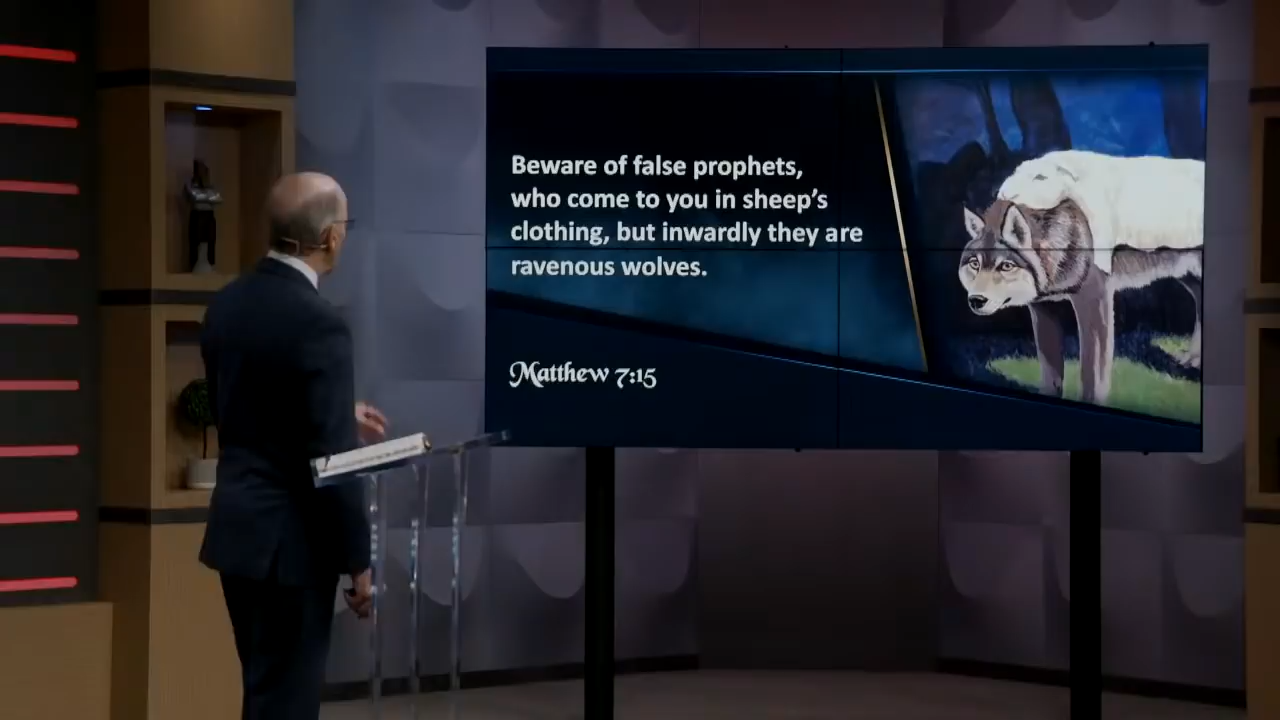 Beware of false prophets,
who come to you in sheep's
clothing, but inwardly they are
ravenous wolves.
Matthew 7:15